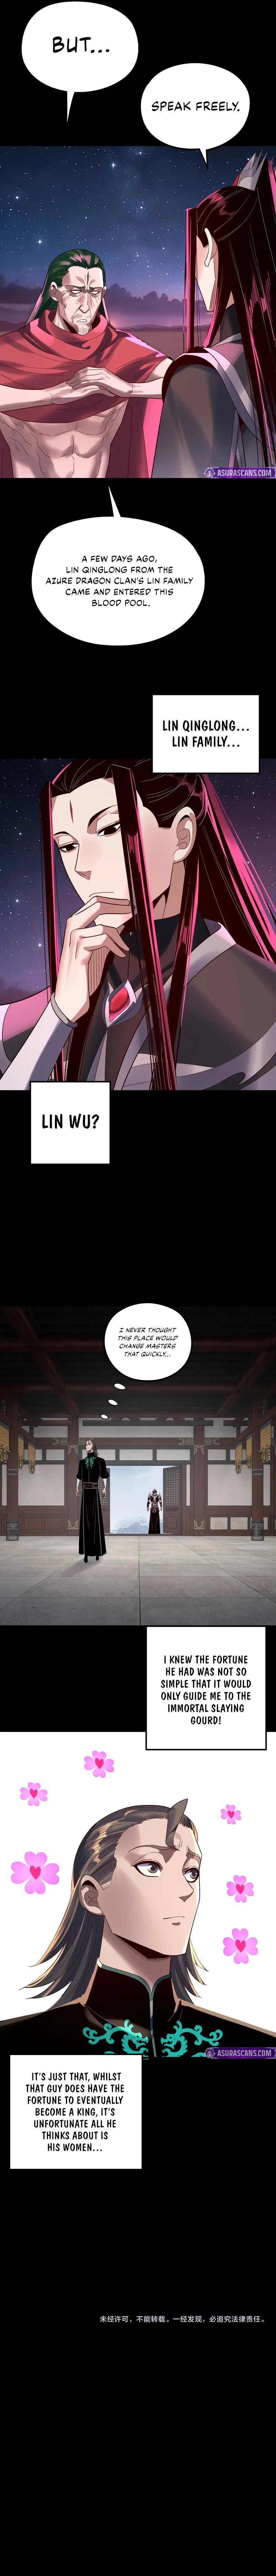 BUT...
SPEAK FREELY.
ASURASCANS.COM
A FEW DAYS AGO,
LIN QINGLONG FROM THE
AZURE DRAGON CLAN'S LIN FAMILY
CAME AND ENTERED THIS
BLOOD POOL.
LIN QINGLONG...
LIN FAMILY...
LIN WU?
I NEVER THOUGHT
THIS PLACE WOULD
CHANGE MASTERS
THAT QUICKLY...
I KNEW THE FORTUNE
HE HAD WAS NOT SO
SIMPLE THAT IT WOULD
ONLY GUIDE ME TO THE
IMMORTAL SLAYING
GOURD!
ASURASCANS.COM
IT'S JUST THAT, WHILST
THAT GUY DOES HAVE THE
FORTUNE TO EVENTUALLY
BECOME A KING, IT'S
UNFORTUNATE ALL HE
THINKS ABOUT IS
HIS WOMEN...
未经许可，不能转载。一经发现，必追究法律责任。